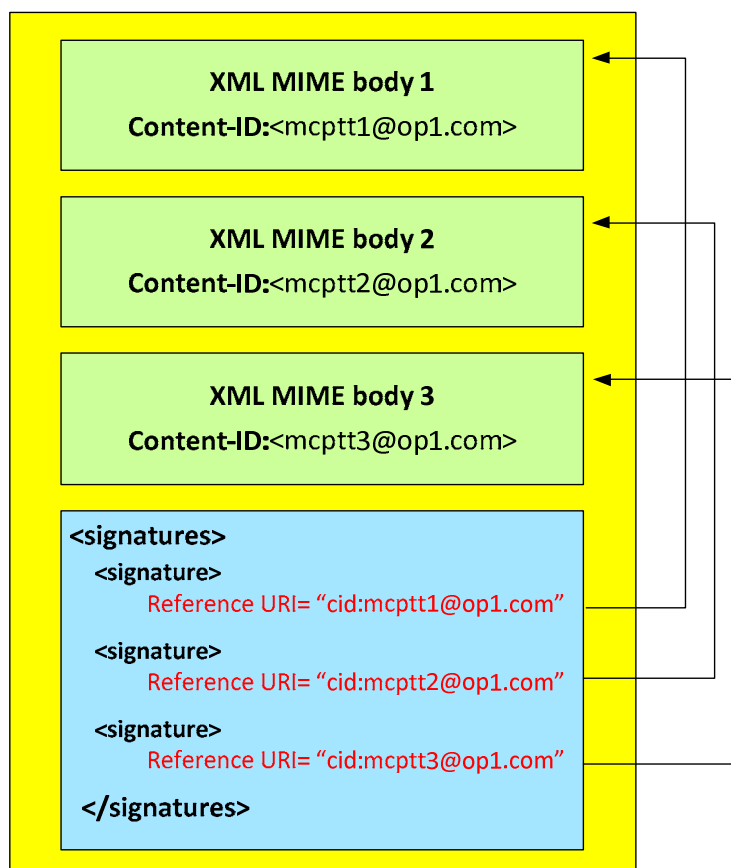 XML MIME body 1
Content-ID:<mcptt1@op1.com>
XML MIME body 2
Content-ID:<mcptt2@op1.com>
XML MIME body 3
Content-ID:<mcptt3@op1.com>
<signatures>
<signature>
Reference URI= “cid:mcptt1@op1.com”
<signature>
Reference URI= “cid:mcptt2@op1.com”
<signature>
Reference URI= “cid:mcptt3@op1.com”
</signatures>